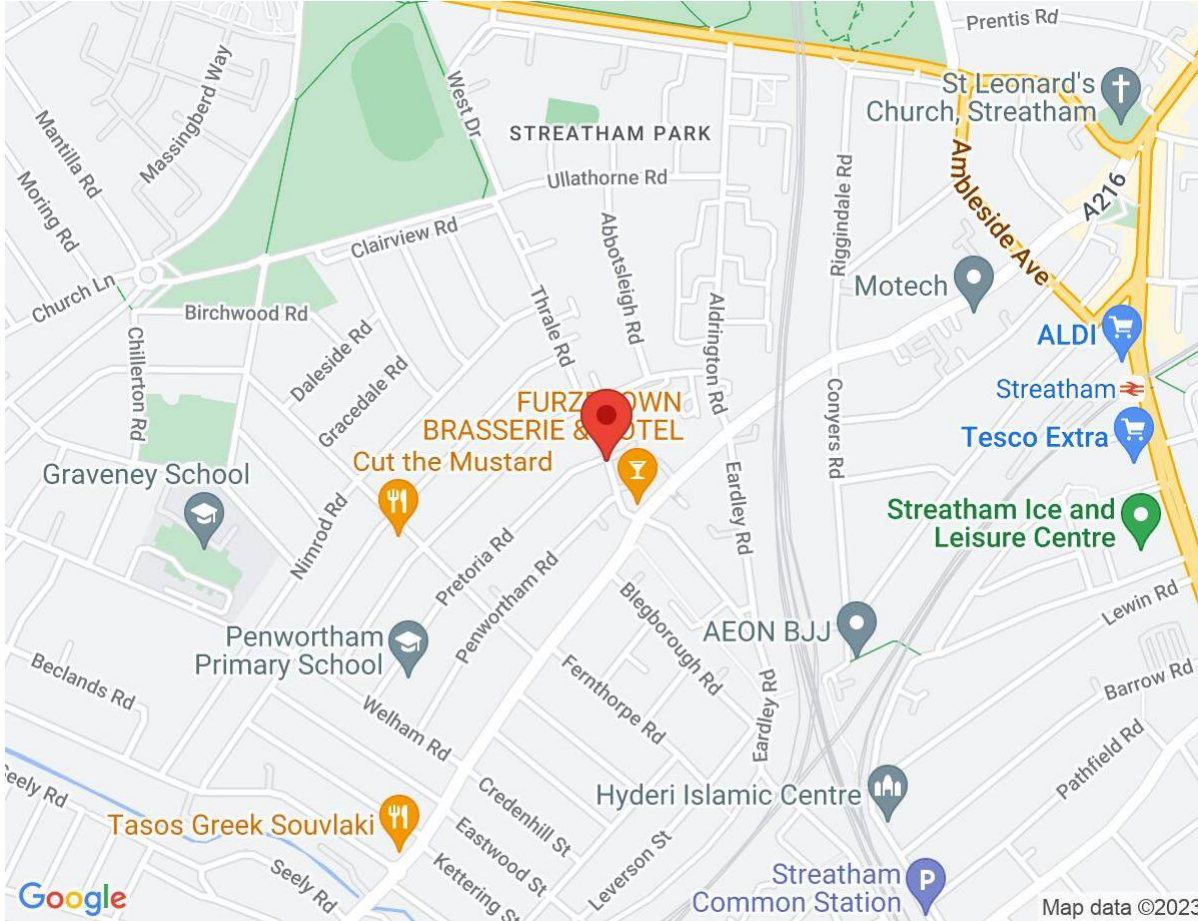 Prentis Rd
St Leonard's
Church, Streatham
Massingberd Way
Mantilla Rd
Moring Rd
West Dr
STREATHAM PARK
Ullathorne Rd
Abbotsleigh Rd
Riggindale Rd
Ambleside Ave
A216
Clairview Rd
Church Ln
Birchwood Rd
Chillerton Rd
Daleside Rd
Gracedale Rd
Thrale Rd
Aldrington Rd
Motech
ALDI
Streatham
Tesco Extra
Conyers Rd
BRASSERIE &
Cut the Mustard
Graveney School
Nimrod Rd
Pretoria Rd
Penwortham Rd
Eardley Rd
Streatham Ice and
Leisure Centre
Lewin Rd
Blegborough Rd
AEON BJJ
Penwortham
Primary School
Beclands Rd
Welham Rd
Fernthorpe Rd
Eardley Rd
Barrow Rd
Pathfield Rd
Seely Rd
Tasos Greek Souvlaki
Credenhill St
Eastwood St
Kettering St
Leverson St
Hyderi Islamic Centre
Seely Rd
Streatham
Common Station
Google
Map data ©2023